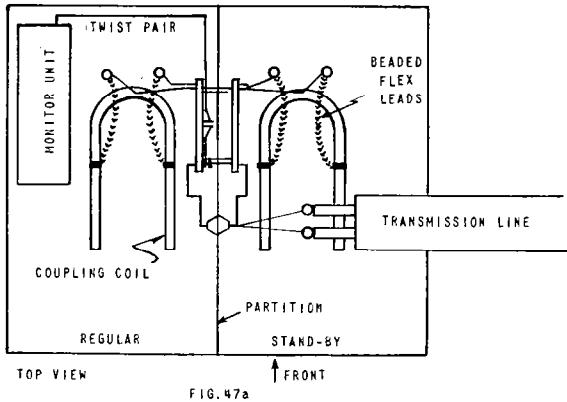 TWIST PAIR
MONITOR UNIT
BEADED
FLEX
LEADS
TRANSMISSION LINE
COUPLING COIL
PARTITION
REGULAR
STAND-BY
TOP VIEW
FRONT
FIG. 47a